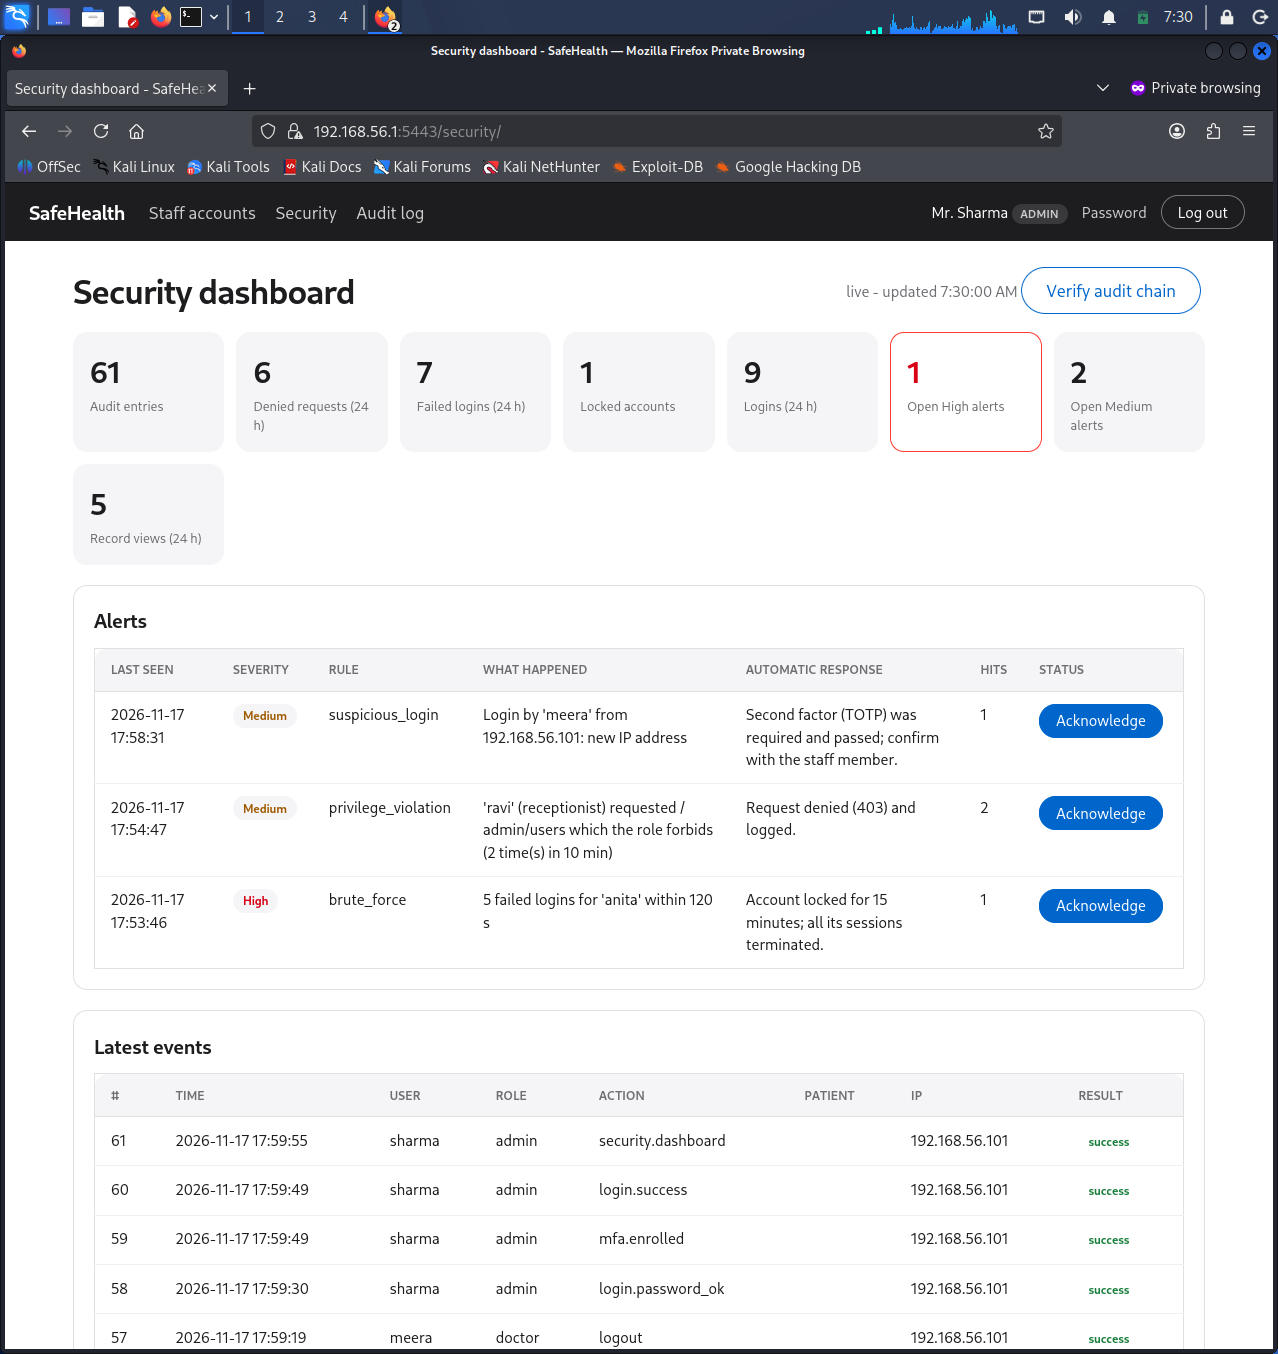 1 2 3 4 2 7:30
Security dashboard - SafeHealth — Mozilla Firefox Private Browsing
Security dashboard - SafeHea Private browsing
192.168.56.1:5443/security/
OffSec Kali Linux Kali Tools Kali Docs Kali Forums Kali NetHunter Exploit-DB Google Hacking DB
SafeHealth Staff accounts Security Audit log Mr. Sharma ADMIN Password Log out
Security dashboard live - updated 7:30:00 AM Verify audit chain
61 6 7 1 9 1 2
Audit entries Denied requests (24 Failed logins (24 h) Locked accounts Logins (24 h) Open High alerts Open Medium
h) alerts
5
Record views (24 h)
Alerts
LAST SEEN SEVERITY RULE WHAT HAPPENED AUTOMATIC RESPONSE HITS STATUS
2026-11-17 Medium suspicious_login Login by 'meera' from Second factor (TOTP) was 1 Acknowledge
17:58:31 192.168.56.101: new IP address required and passed; confirm
with the staff member.
2026-11-17 Medium privilege_violation 'ravi' (receptionist) requested / Request denied (403) and 2 Acknowledge
17:54:47 admin/users which the role forbids logged.
(2 time(s) in 10 min)
2026-11-17 High brute_force 5 failed logins for 'anita' within 120 Account locked for 15 1 Acknowledge
17:53:46 s minutes; all its sessions
terminated.
Latest events
# TIME USER ROLE ACTION PATIENT IP RESULT
61 2026-11-17 17:59:55 sharma admin security.dashboard 192.168.56.101 success
60 2026-11-17 17:59:49 sharma admin login.success 192.168.56.101 success
59 2026-11-17 17:59:49 sharma admin mfa.enrolled 192.168.56.101 success
58 2026-11-17 17:59:30 sharma admin login.password_ok 192.168.56.101 success
57 2026-11-17 17:59:19 meera doctor logout 192.168.56.101 success